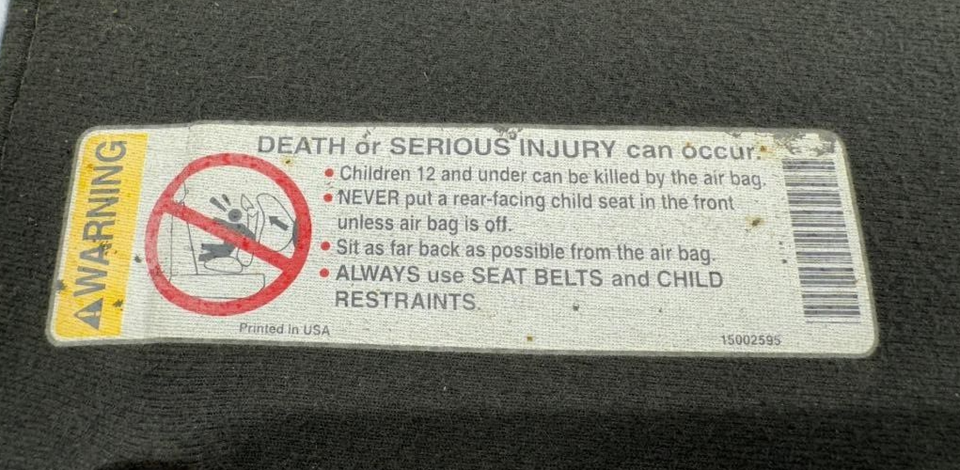 WARNING
DEATH or SERIOUS INJURY can occur.
• Children 12 and under can be killed by the air bag.
• NEVER put a rear-facing child seat in the front
unless air bag is off.
• Sit as far back as possible from the air bag.
• ALWAYS use SEAT BELTS and CHILD
RESTRAINTS.
Printed in USA
15002595